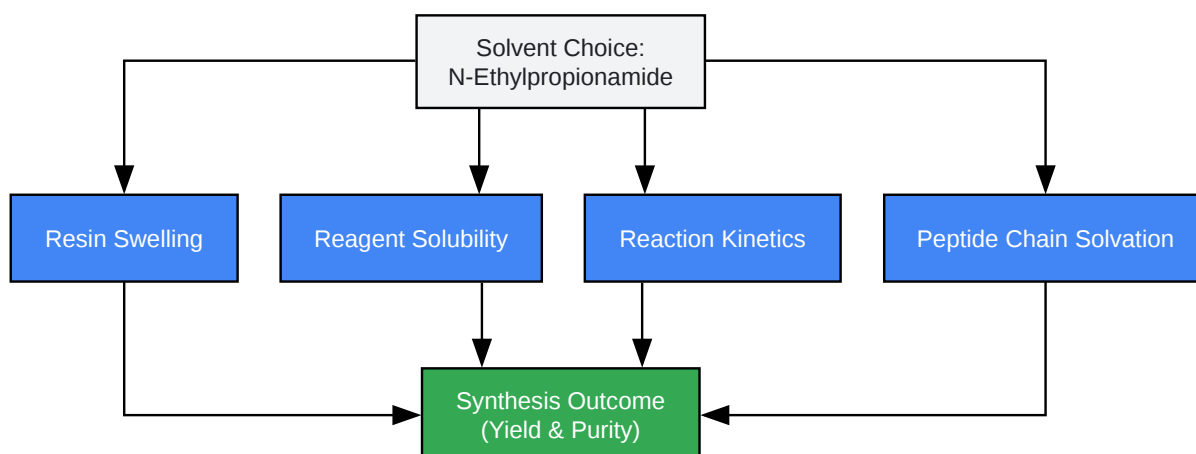 Solvent Choice:
N-Ethylpropionamide
Resin Swelling
Reagent Solubility
Reaction Kinetics
Peptide Chain Solvation
Synthesis Outcome
(Yield & Purity)